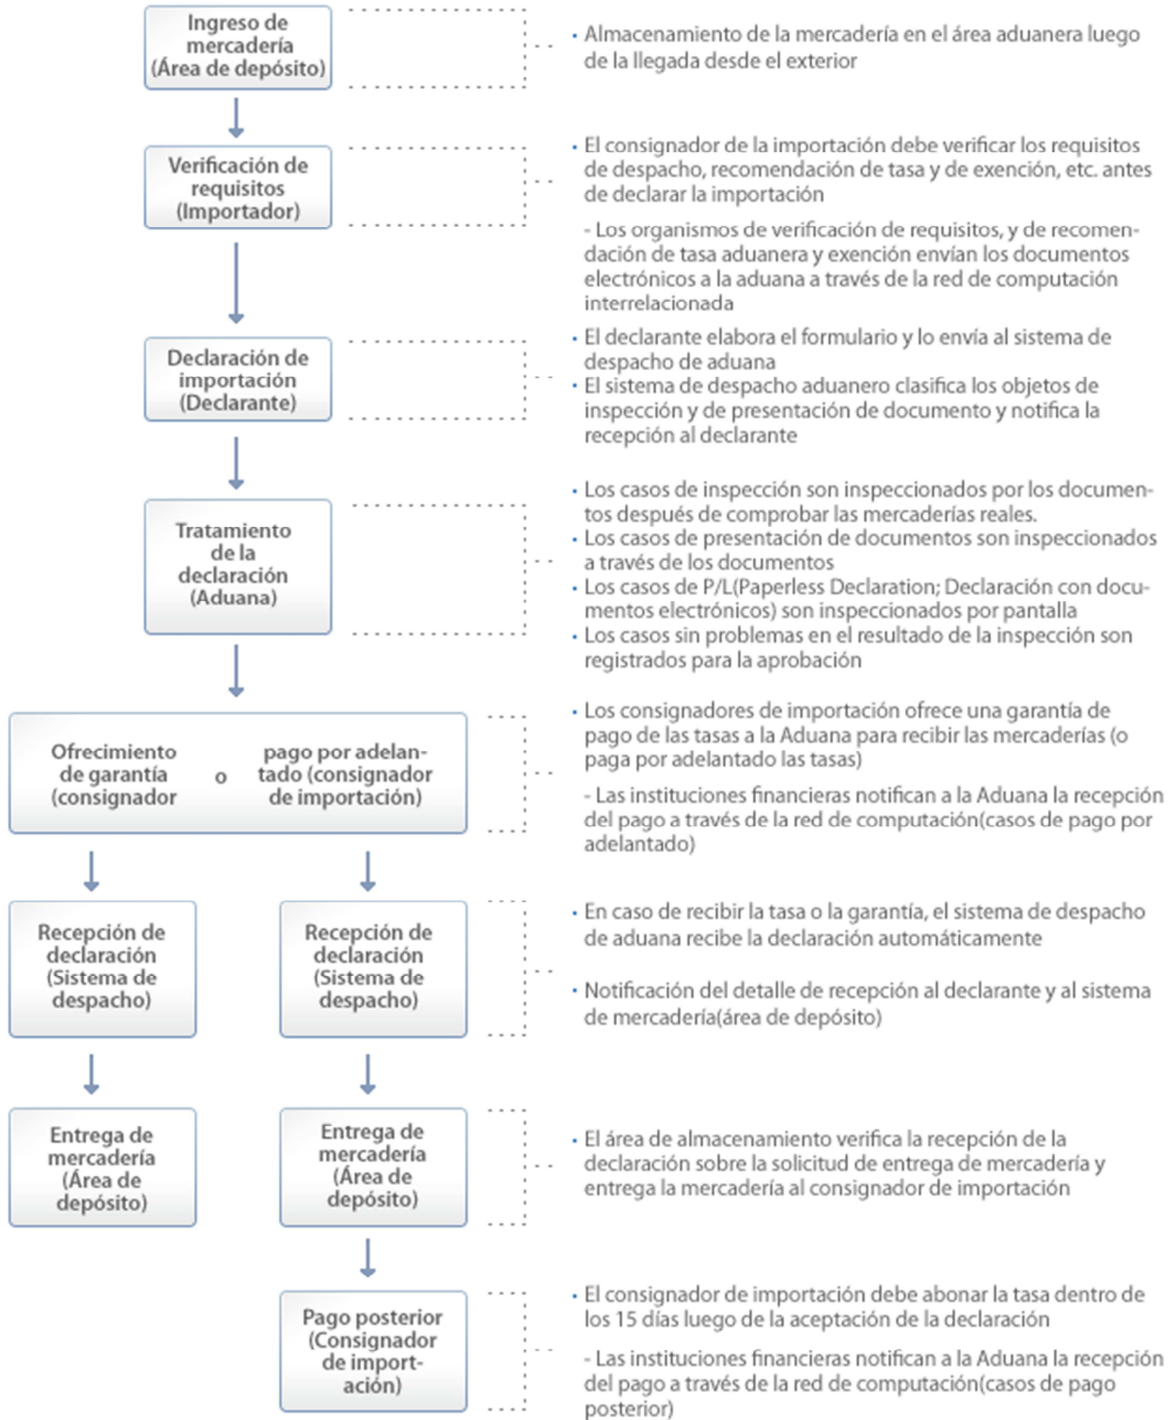 Ingreso de
mercadería
(Área de depósito)
· Almacenamiento de la mercadería en el área aduanera luego
de la llegada desde el exterior
Verificación de
requisitos
(Importador)
· El consignador de la importación debe verificar los requisitos
de despacho, recomendación de tasa y de exención, etc. antes
de declarar la importación
- Los organismos de verificación de requisitos, y de recomen-
dación de tasa aduanera y exención envían los documentos
electrónicos a la aduana a través de la red de computación
interrelacionada
Declaración de
importación
(Declarante)
· El declarante elabora el formulario y lo envía al sistema de
despacho de aduana
· El sistema de despacho aduanero clasifica los objetos de
inspección y de presentación de documento y notifica la
recepción al declarante
Tratamiento
de la
declaración
(Aduana)
· Los casos de inspección son inspeccionados por los documen-
tos después de comprobar las mercaderías reales.
· Los casos de presentación de documentos son inspeccionados
a través de los documentos
· Los casos de P/L(Paperless Declaration; Declaración con docu-
mentos electrónicos) son inspeccionados por pantalla
· Los casos sin problemas en el resultado de la inspección son
registrados para la aprobación
Ofrecimiento
de garantía
(consignador
o
pago por adelan-
tado (consignador
de importación)
· Los consignadores de importación ofrece una garantía de
pago de las tasas a la Aduana para recibir las mercaderías (o
paga por adelantado las tasas)
- Las instituciones financieras notifican a la Aduana la recepción
del pago a través de la red de computación(casos de pago por
adelantado)
Recepción de
declaración
(Sistema de
despacho)
Recepción de
declaración
(Sistema de
despacho)
· En caso de recibir la tasa o la garantía, el sistema de despacho
de aduana recibe la declaración automáticamente
· Notificación del detalle de recepción al declarante y al sistema
de mercadería(área de depósito)
Entrega de
mercadería
(Área de
depósito)
Entrega de
mercadería
(Área de
depósito)
· El área de almacenamiento verifica la recepción de la
declaración sobre la solicitud de entrega de mercadería y
entrega la mercadería al consignador de importación
Pago posterior
(Consignador
de import-
ación)
· El consignador de importación debe abonar la tasa dentro de
los 15 días luego de la aceptación de la declaración
- Las instituciones financieras notifican a la Aduana la recepción
del pago a través de la red de computación(casos de pago
posterior)